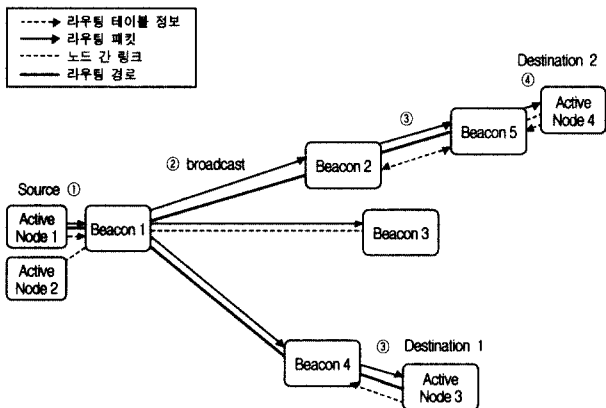 라우팅 테이블 정보
라우팅 패킷
노드 간 링크
라우팅 경로
Destination 2
④
Active
Node 4
③
Beacon 5
② broadcast
Beacon 2
Source ①
Active
Node 1
Beacon 1
Beacon 3
Active
Node 2
③ Destination 1
Beacon 4
Active
Node 3